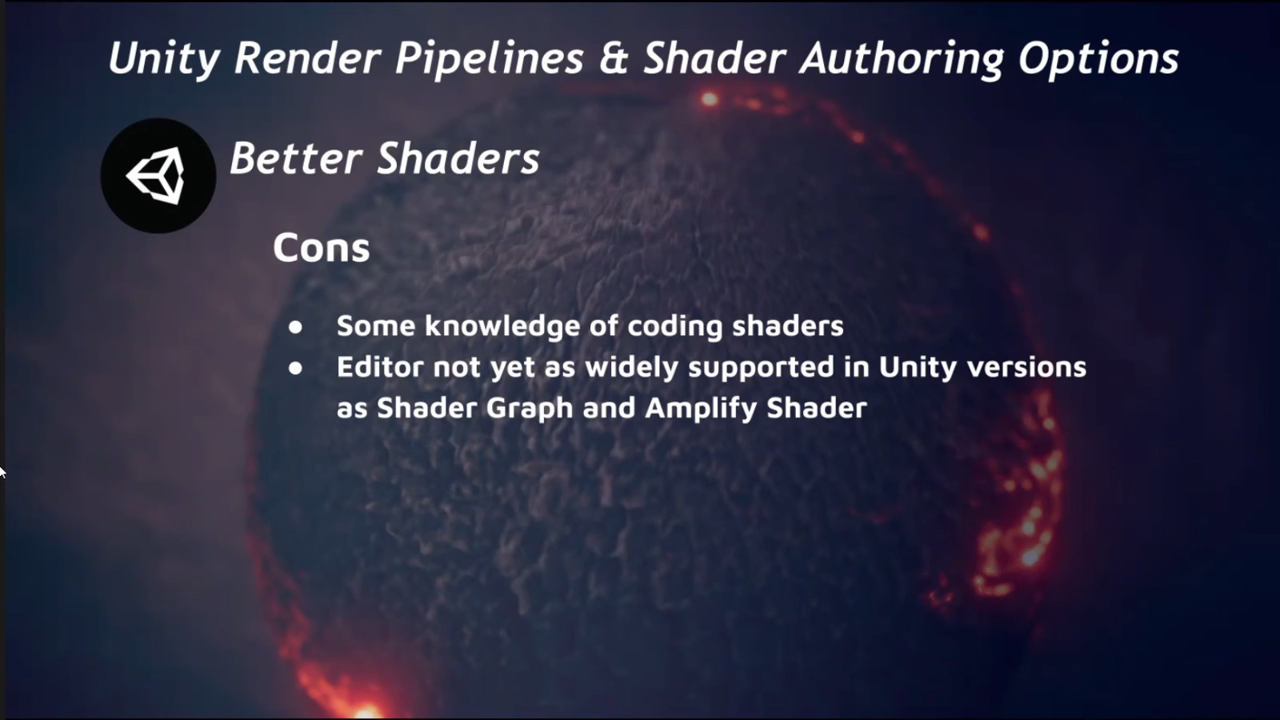 Unity Render Pipelines & Shader Authoring Options
Better Shaders
Cons
● Some knowledge of coding shaders
● Editor not yet as widely supported in Unity versions
as Shader Graph and Amplify Shader